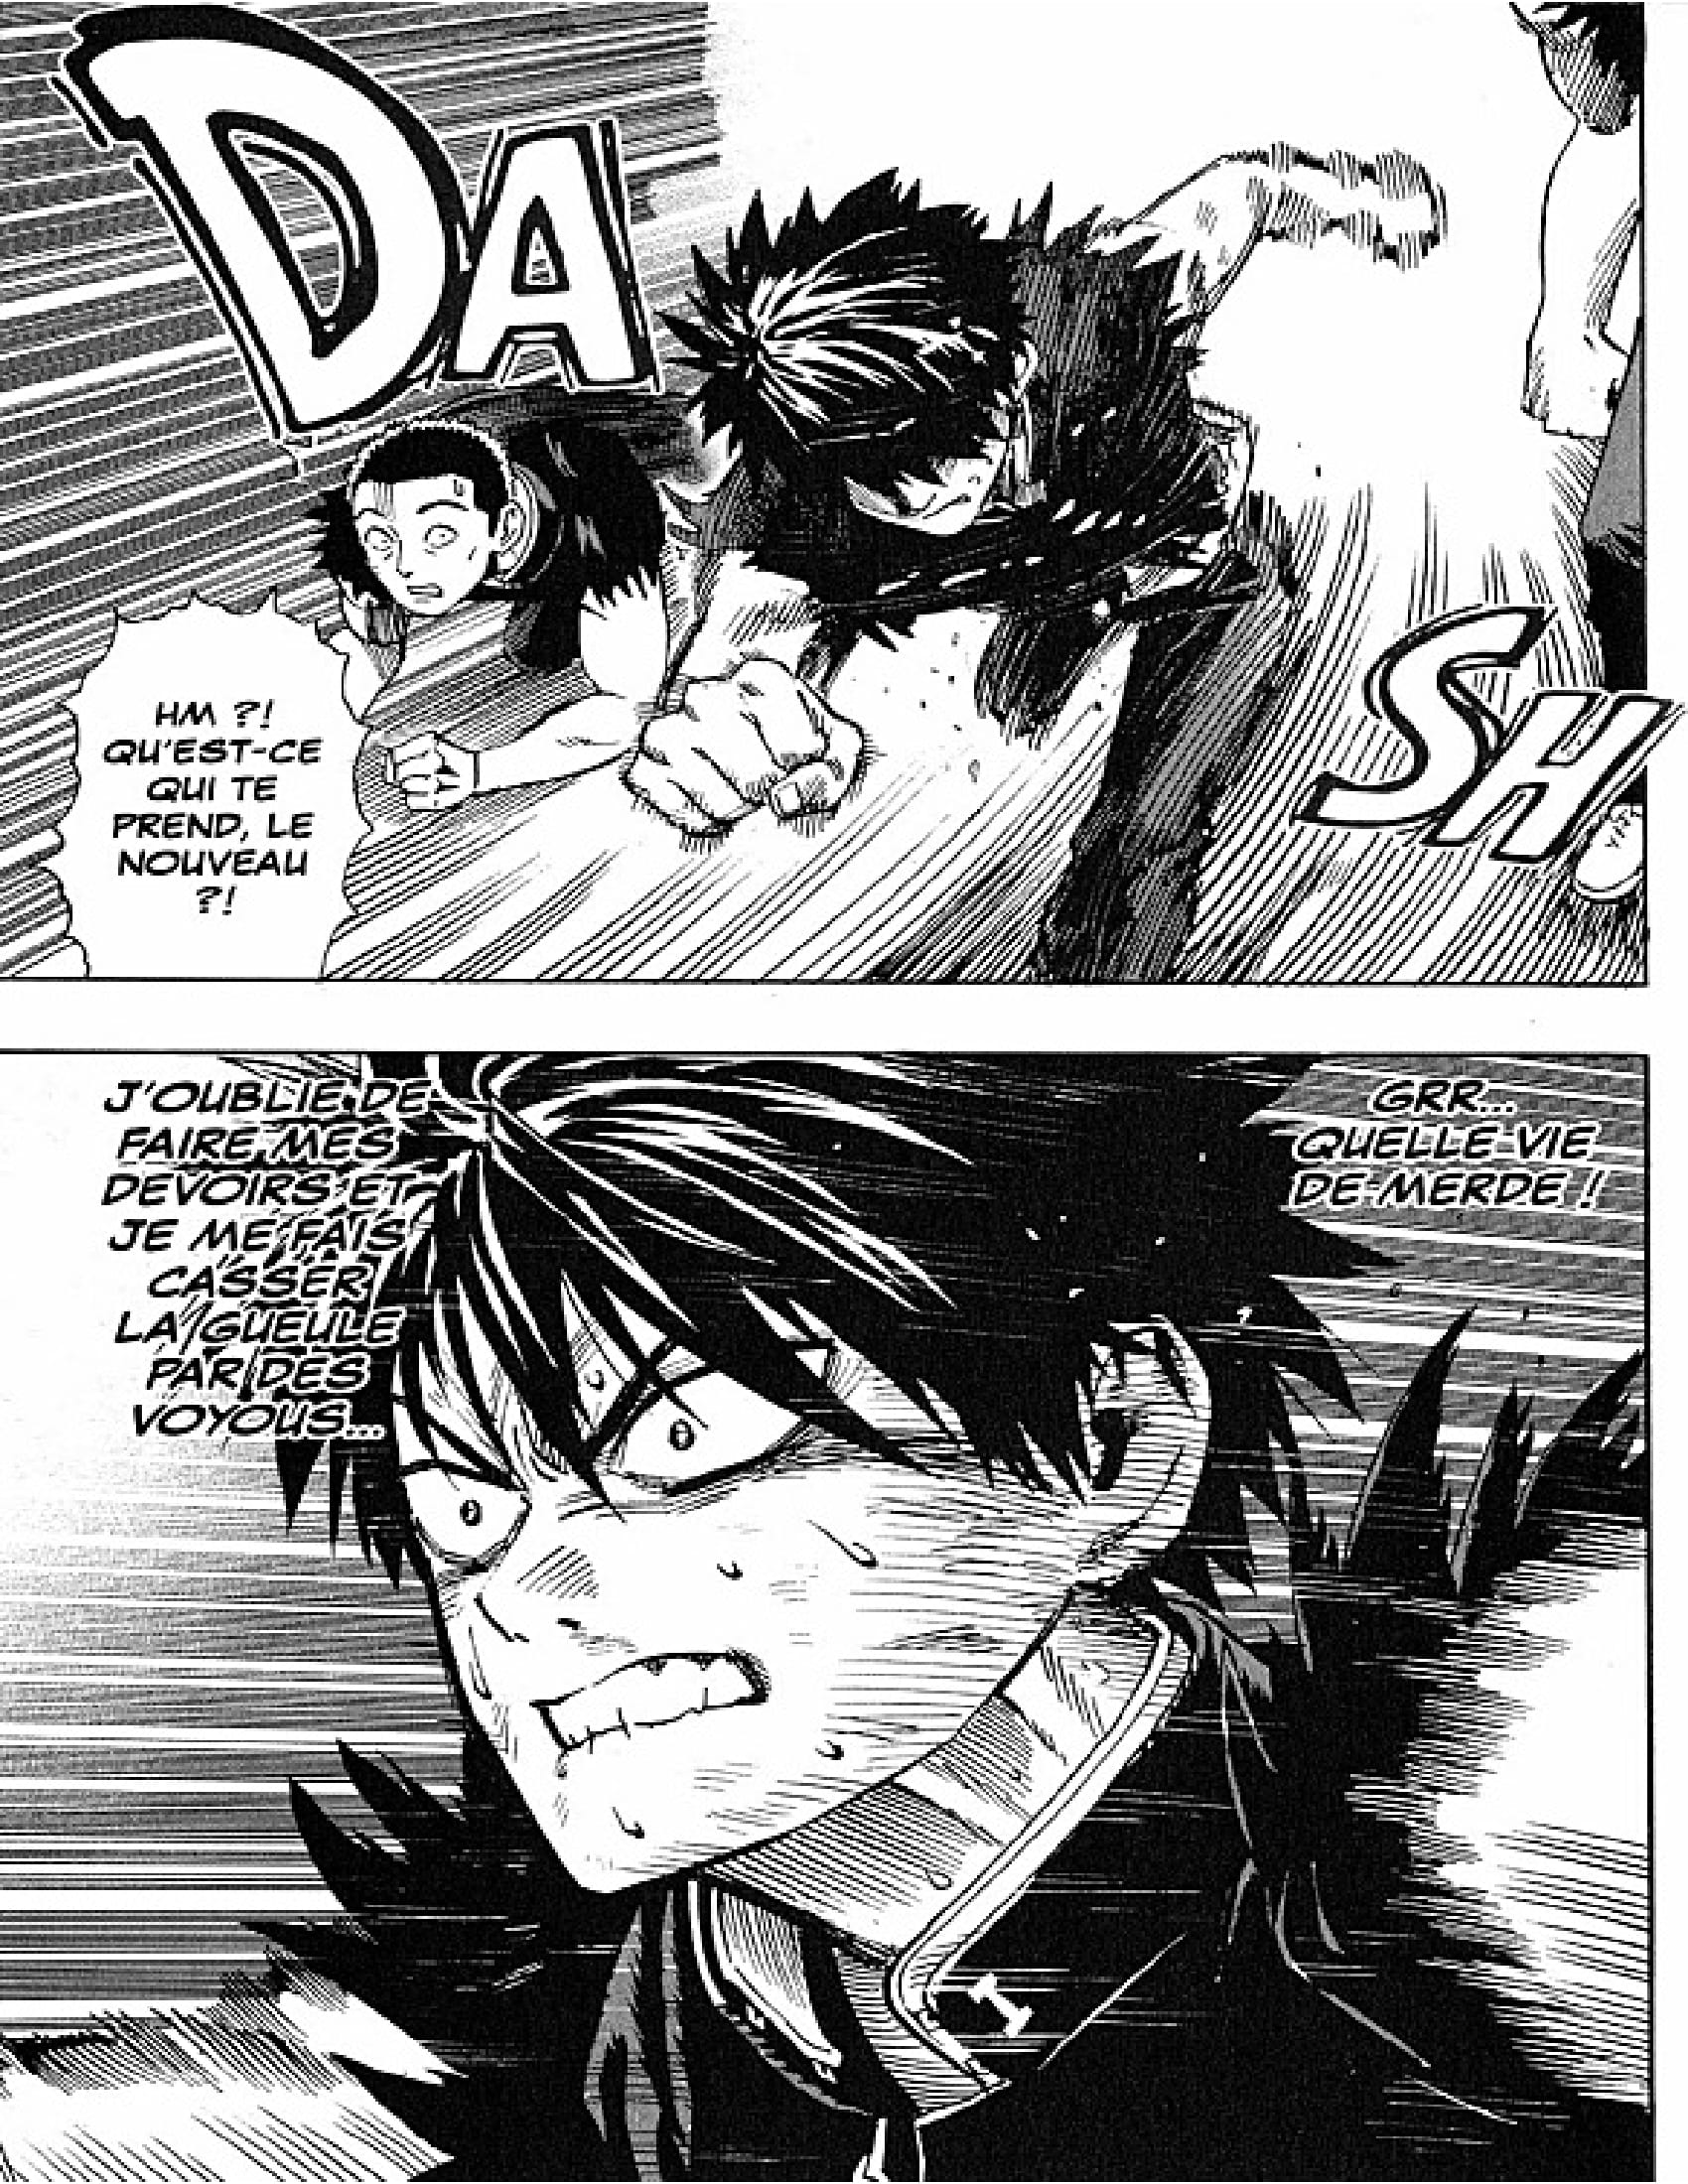 DA
SH
HM ?!
QU'EST-CE
QUI TE
PREND, LE
NOUVEAU
?!
GRR...
QUELLE VIE
DE MERDE !
J'OUBLIE DE
FAIRE MES
DEVOIRS ET
JE ME FAIS
CASSER
LA GUEULE
PAR DES
VOYOUS...
I